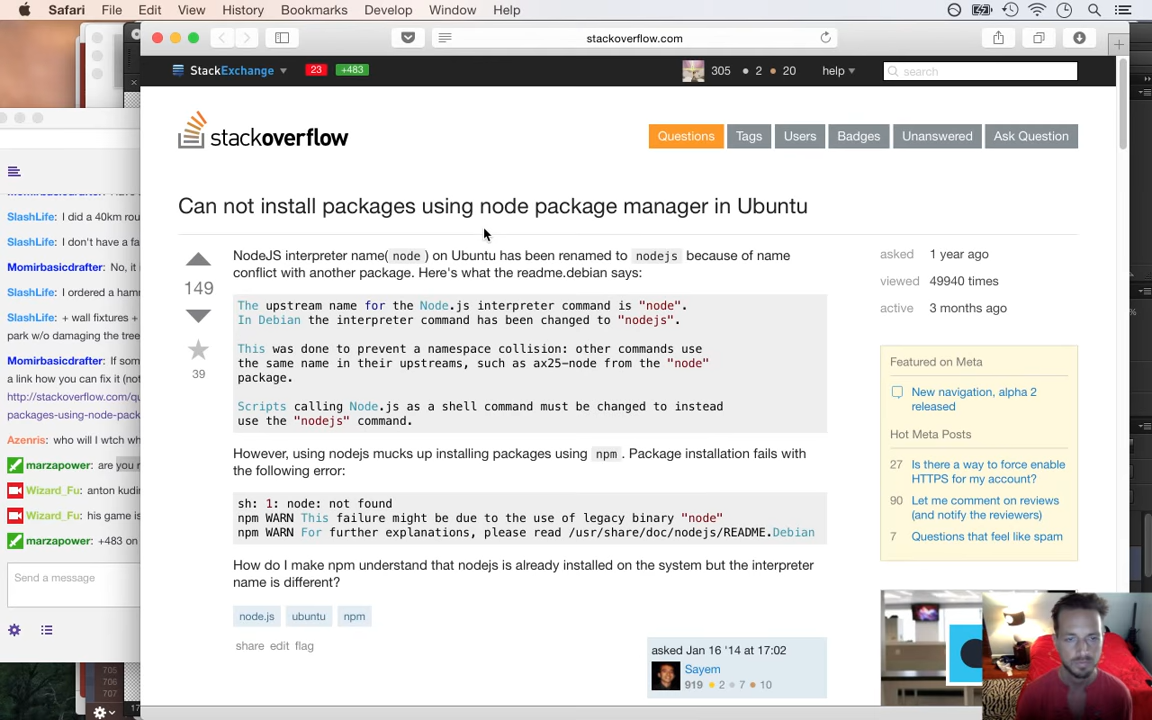 Safari File Edit View History Bookmarks Develop Window Help
stackoverflow.com
StackExchange 23 +483 305 2 20 help search
stackoverflow
Questions Tags Users Badges Unanswered Ask Question
Can not install packages using node package manager in Ubuntu
NodeJS interpreter name( node ) on Ubuntu has been renamed to nodejs because of name
conflict with another package. Here's what the readme.debian says:
149
39
The upstream name for the Node.js interpreter command is "node".
In Debian the interpreter command has been changed to "nodejs".
This was done to prevent a namespace collision: other commands use
the same name in their upstreams, such as ax25-node from the "node"
package.
Scripts calling Node.js as a shell command must be changed to instead
use the "nodejs" command.
However, using nodejs mucks up installing packages using npm . Package installation fails with
the following error:
sh: 1: node: not found
npm WARN This failure might be due to the use of legacy binary "node"
npm WARN For further explanations, please read /usr/share/doc/nodejs/README.Debian
How do I make npm understand that nodejs is already installed on the system but the interpreter
name is different?
node.js ubuntu npm
share edit flag
asked Jan 16 '14 at 17:02
Sayem
919 2 7 10
asked 1 year ago
viewed 49940 times
active 3 months ago
Featured on Meta
New navigation, alpha 2
released
Hot Meta Posts
27 Is there a way to force enable
HTTPS for my account?
90 Let me comment on reviews
(and notify the reviewers)
7 Questions that feel like spam
SlashLife: I did a 40km rou
SlashLife: I don't have a fa
Momirbasicdrafter: No, it
SlashLife: I ordered a ham
SlashLife: + wall fixtures +
park w/o damaging the tree
Momirbasicdrafter: If som
a link how you can fix it (not
http://stackoverflow.com/qu
packages-using-node-pack
Azenris: who will I wtch wh
marzapower: are you
Wizard_Fu: anton kudi
Wizard_Fu: his game is
marzapower: +483 on
Send a message
705
706
707